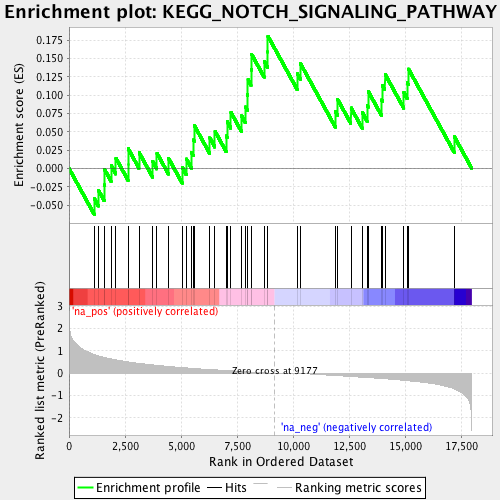 Enrichment plot: KEGG_NOTCH_SIGNALING_PATHWAY
Enrichment score (ES)
0.175
0.150
0.125
0.100
0.075
0.050
0.025
0.000
-0.025
-0.050
'na_pos' (positively correlated)
Ranked list metric (PreRanked)
3
2
1
0
-1
-2
Zero cross at 9177
'na_neg' (negatively correlated)
0
2,500
5,000
7,500
10,000
12,500
15,000
17,500
Rank in Ordered Dataset
Enrichment profile
Hits
Ranking metric scores